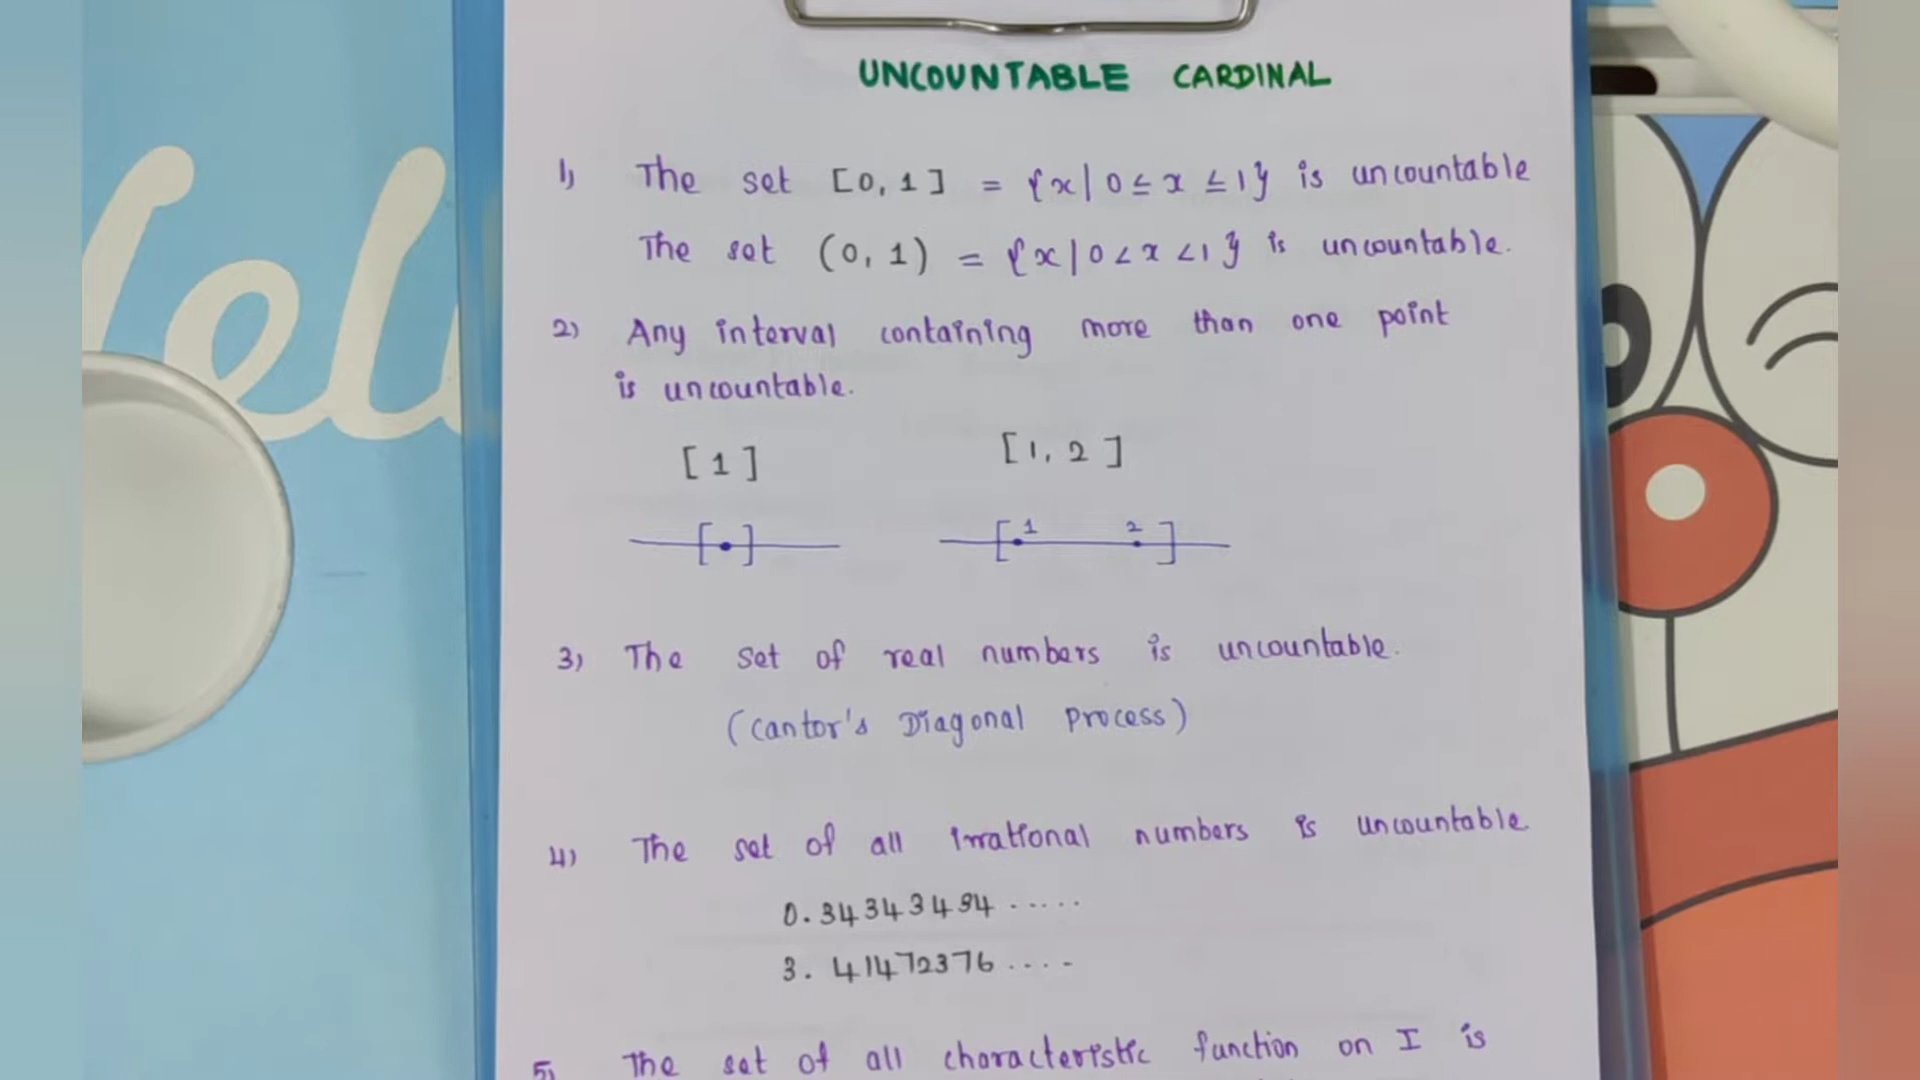 UNCOUNTABLE CARDINAL
1) The set [0, 1] = {x | 0 ≤ x ≤ 1} is uncountable
The set (0, 1) = {x | 0 < x < 1} is uncountable.
2) Any interval containing more than one point
is uncountable.
[1] [1, 2]
[•] [1 2]
3) The set of real numbers is uncountable.
(Cantor's Diagonal Process)
4) The set of all irrational numbers is uncountable.
0.34343434.....
3.41472376....
5) The set of all characteristic function on I is